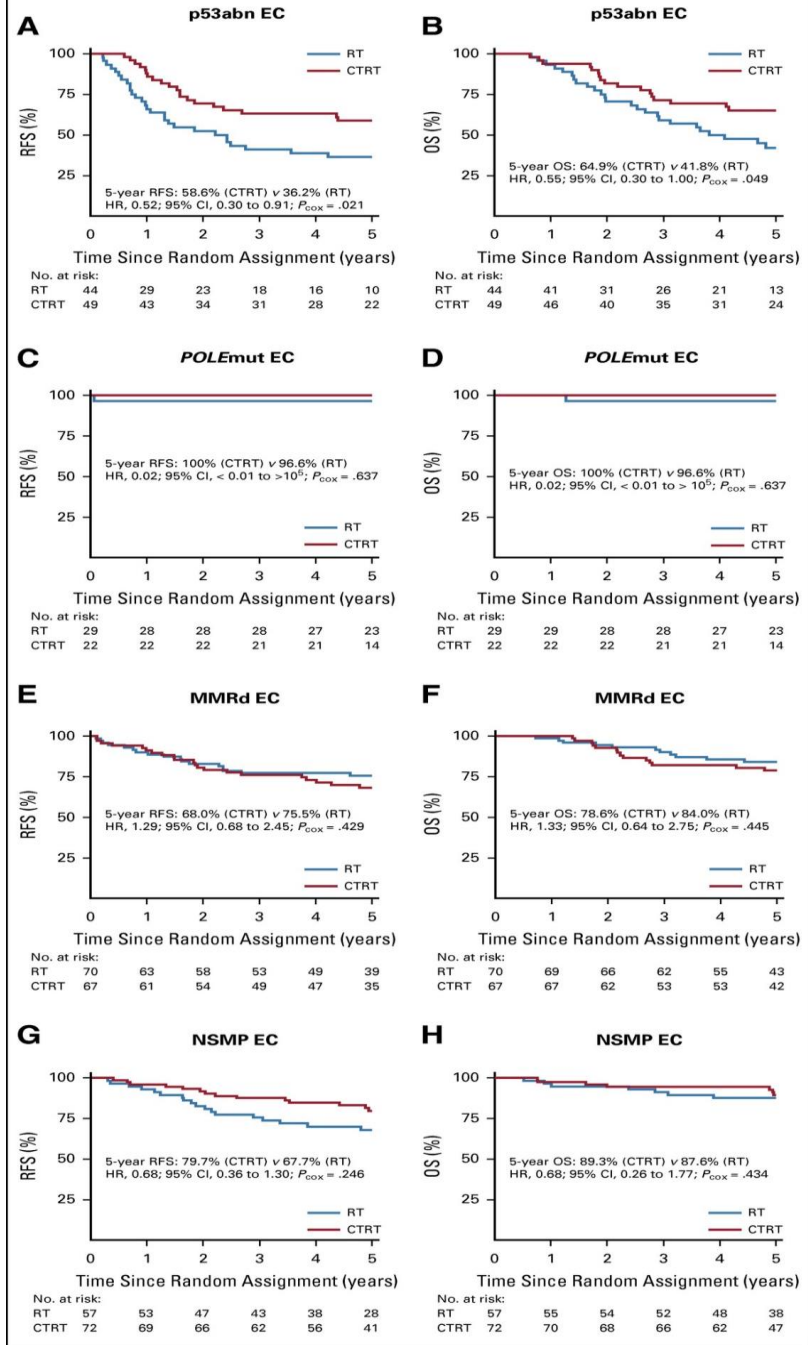 A
p53abn EC
100
75
50
25
RFS (%)
RT
CTRT
5-year RFS: 58.6% (CTRT) v 36.2% (RT)
HR, 0.52; 95% CI, 0.30 to 0.91; Pcox = .021
0 1 2 3 4 5
Time Since Random Assignment (years)
No. at risk:
RT 44 29 23 18 16 10
CTRT 49 43 34 31 28 22
B
p53abn EC
100
75
50
25
OS (%)
RT
CTRT
5-year OS: 64.9% (CTRT) v 41.8% (RT)
HR, 0.55; 95% CI, 0.30 to 1.00; Pcox = .049
0 1 2 3 4 5
Time Since Random Assignment (years)
No. at risk:
RT 44 41 31 26 21 13
CTRT 49 46 40 35 31 24
C
POLEmut EC
100
75
50
25
RFS (%)
5-year RFS: 100% (CTRT) v 96.6% (RT)
HR, 0.02; 95% CI, < 0.01 to >10⁵; Pcox = .637
RT
CTRT
0 1 2 3 4 5
Time Since Random Assignment (years)
No. at risk:
RT 29 28 28 28 27 23
CTRT 22 22 22 21 21 14
D
POLEmut EC
100
75
50
25
OS (%)
5-year OS: 100% (CTRT) v 96.6% (RT)
HR, 0.02; 95% CI, < 0.01 to > 10⁵; Pcox = .637
RT
CTRT
0 1 2 3 4 5
Time Since Random Assignment (years)
No. at risk:
RT 29 29 28 28 27 23
CTRT 22 22 22 21 21 14
E
MMRd EC
100
75
50
25
RFS (%)
5-year RFS: 68.0% (CTRT) v 75.5% (RT)
HR, 1.29; 95% CI, 0.68 to 2.45; Pcox = .429
RT
CTRT
0 1 2 3 4 5
Time Since Random Assignment (years)
No. at risk:
RT 70 63 58 53 49 39
CTRT 67 61 54 49 47 35
F
MMRd EC
100
75
50
25
OS (%)
5-year OS: 78.6% (CTRT) v 84.0% (RT)
HR, 1.33; 95% CI, 0.64 to 2.75; Pcox = .445
RT
CTRT
0 1 2 3 4 5
Time Since Random Assignment (years)
No. at risk:
RT 70 69 66 62 55 43
CTRT 67 67 62 53 53 42
G
NSMP EC
100
75
50
25
RFS (%)
5-year RFS: 79.7% (CTRT) v 67.7% (RT)
HR, 0.68; 95% CI, 0.36 to 1.30; Pcox = .246
RT
CTRT
0 1 2 3 4 5
Time Since Random Assignment (years)
No. at risk:
RT 57 53 47 43 38 28
CTRT 72 69 66 62 56 41
H
NSMP EC
100
75
50
25
OS (%)
5-year OS: 89.3% (CTRT) v 87.6% (RT)
HR, 0.68; 95% CI, 0.26 to 1.77; Pcox = .434
RT
CTRT
0 1 2 3 4 5
Time Since Random Assignment (years)
No. at risk:
RT 57 55 54 52 48 38
CTRT 72 70 68 66 62 47